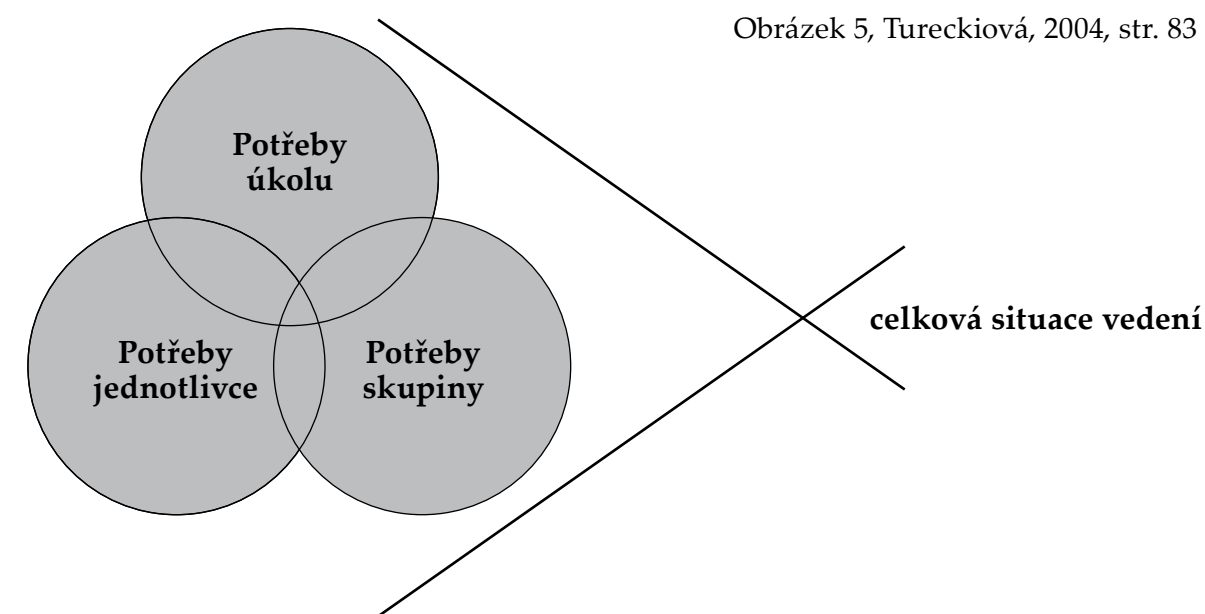 Obrázek 5, Tureckiová, 2004, str. 83
Potřeby
úkolu
celková situace vedení
Potřeby
jednotlivce
Potřeby
skupiny